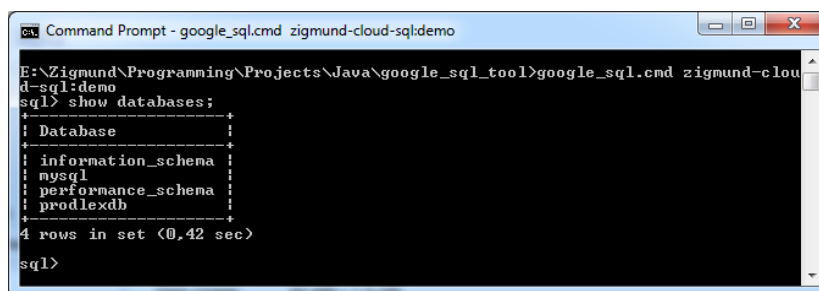 Command Prompt - google_sql.cmd zigmund-cloud-sql:demo
E:\Zigmund\Programming\Projects\Java\google_sql_tool>google_sql.cmd zigmund-clou
d-sql:demo
sql> show databases;
+--------------------+
| Database           |
+--------------------+
| information_schema |
| mysql              |
| performance_schema |
| prodlexdb          |
+--------------------+
4 rows in set (0,42 sec)
sql>